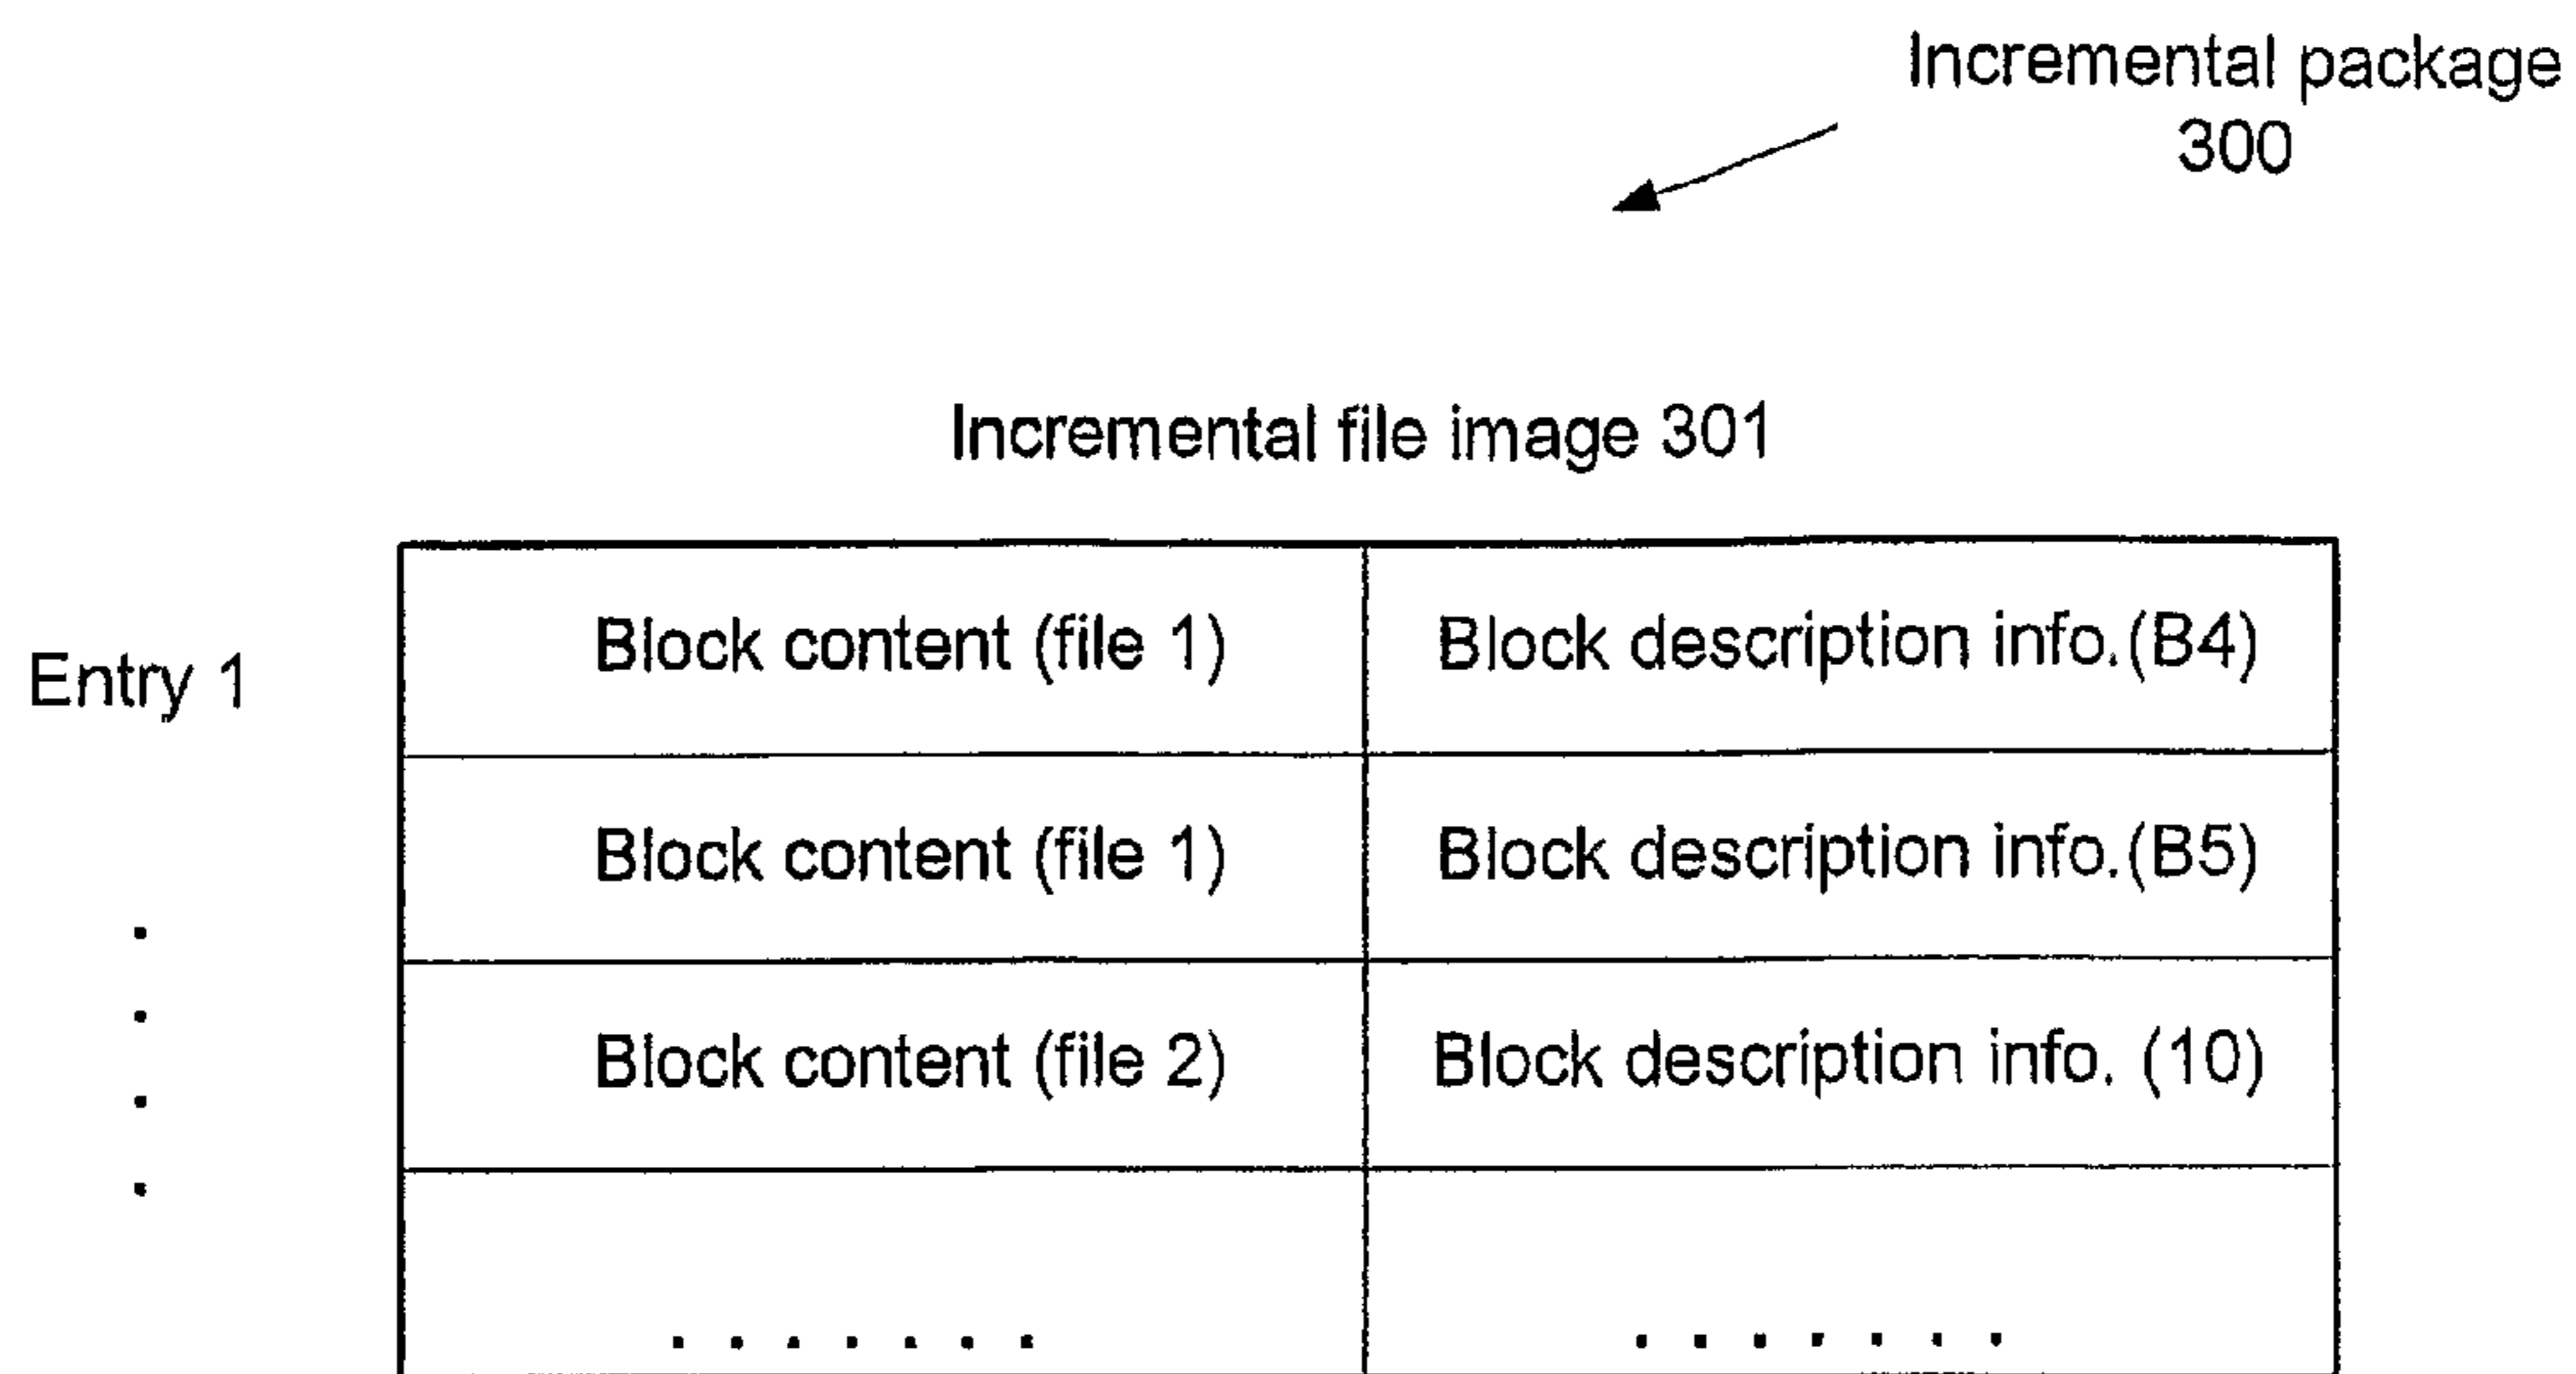 Incremental package
300
Incremental file image 301
Entry 1
Block content (file 1)
Block description info.(B4)
Block content (file 1)
Block description info.(B5)
Block content (file 2)
Block description info. (10)
. . . . . . .
. . . . . . .